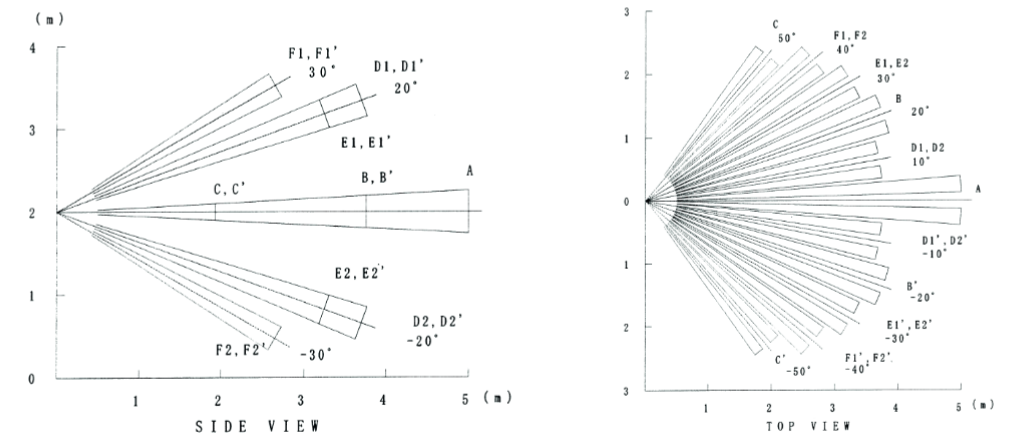 (m)
4
3
2
1
0
F1,F1'
30°
D1,D1'
20°
E1,E1'
C,C'
B,B'
A
E2,E2'
D2,D2'
-20°
F2,F2'
-30°
1
2
3
4
5
(m)
SIDE VIEW
3
2
1
0
1
2
3
C
50°
F1,F2
40°
E1,E2
30°
B
20°
D1,D2
10°
A
D1',D2'
-10°
B'
-20°
E1',E2'
-30°
F1',F2'
-40°
C'
-50°
1
2
3
4
5
(m)
TOP VIEW